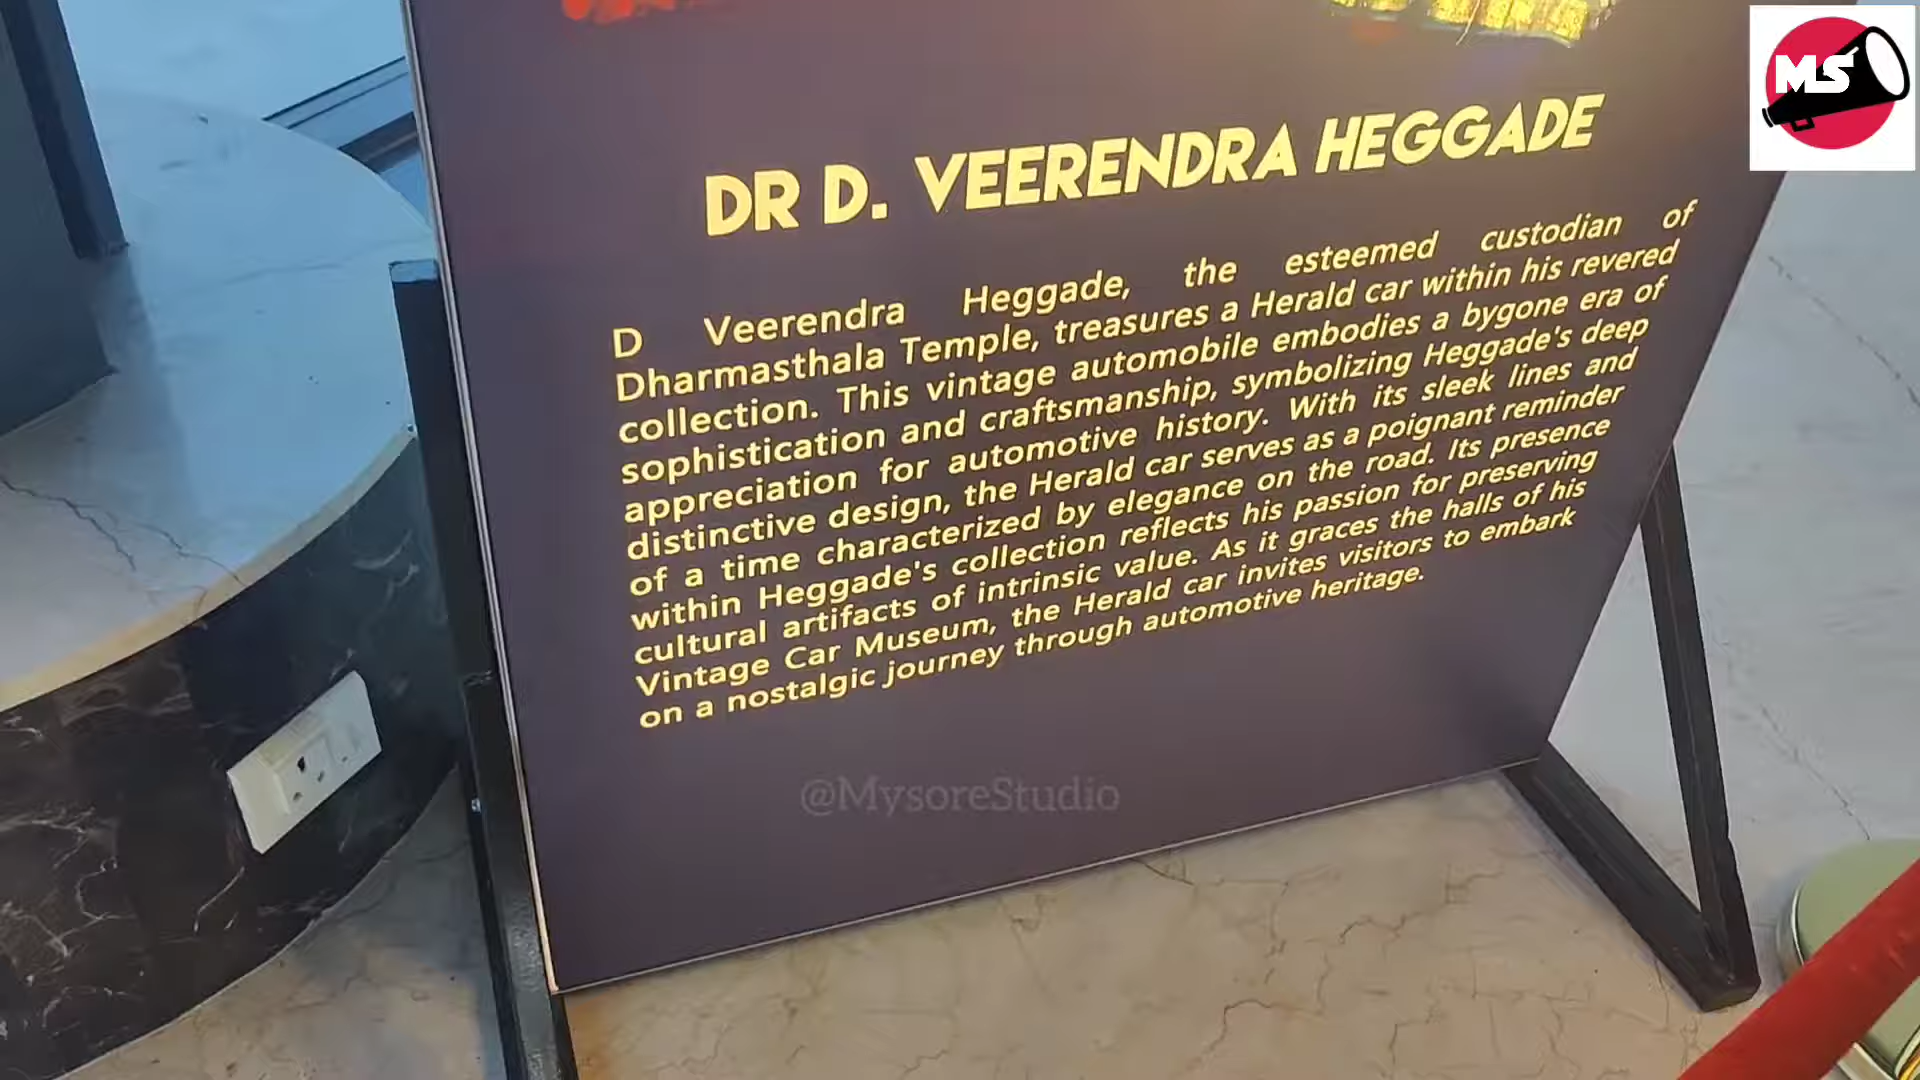 MS
DR D. VEERENDRA HEGGADE
D Veerendra Heggade, the esteemed custodian of
Dharmasthala Temple, treasures a Herald car within his revered
collection. This vintage automobile embodies a bygone era of
sophistication and craftsmanship, symbolizing Heggade's deep
appreciation for automotive history. With its sleek lines and
distinctive design, the Herald car serves as a poignant reminder
of a time characterized by elegance on the road. Its presence
within Heggade's collection reflects his passion for preserving
cultural artifacts of intrinsic value. As it graces the halls of his
Vintage Car Museum, the Herald car invites visitors to embark
on a nostalgic journey through automotive heritage.
@MysoreStudio